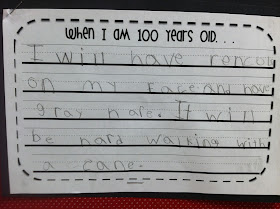 When I am 100 years old. . . .
I will have rencol
on my face and have
gray hare. It will
be hard walking with
a cane.